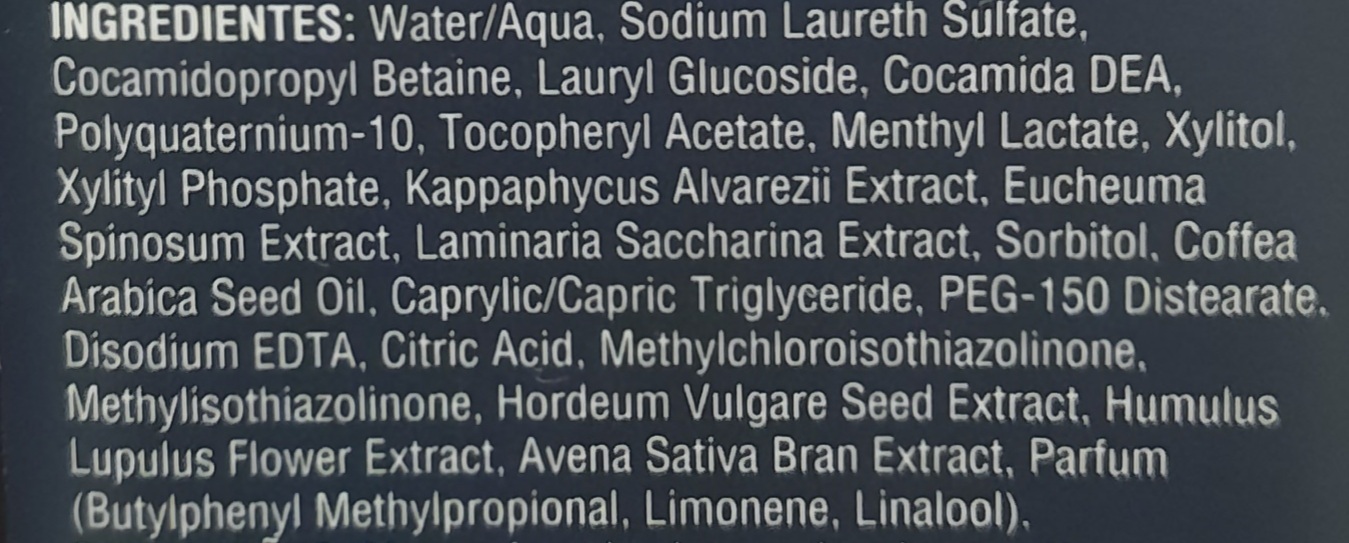 INGREDIENTES: Water/Aqua, Sodium Laureth Sulfate,
Cocamidopropyl Betaine, Lauryl Glucoside, Cocamida DEA,
Polyquaternium-10, Tocopheryl Acetate, Menthyl Lactate, Xylitol,
Xylityl Phosphate, Kappaphycus Alvarezii Extract, Eucheuma
Spinosum Extract, Laminaria Saccharina Extract, Sorbitol, Coffea
Arabica Seed Oil, Caprylic/Capric Triglyceride, PEG-150 Distearate,
Disodium EDTA, Citric Acid, Methylchloroisothiazolinone,
Methylisothiazolinone, Hordeum Vulgare Seed Extract, Humulus
Lupulus Flower Extract, Avena Sativa Bran Extract, Parfum
(Butylphenyl Methylpropional, Limonene, Linalool).